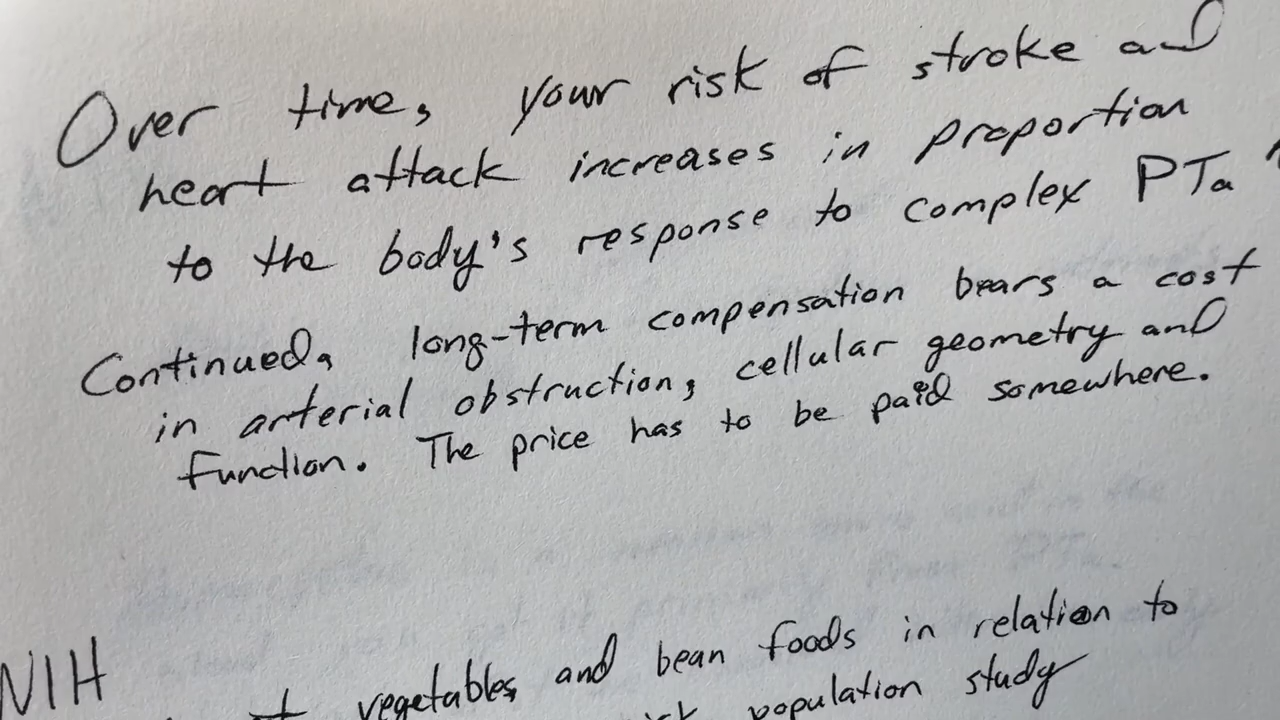 Over time, your risk of stroke and
heart attack increases in proportion
to the body's response to complex PTa
Continued, long-term compensation bears a cost
in arterial obstruction, cellular geometry and
function. The price has to be paid somewhere.
NIH
vegetables, and bean foods in relation to
population study